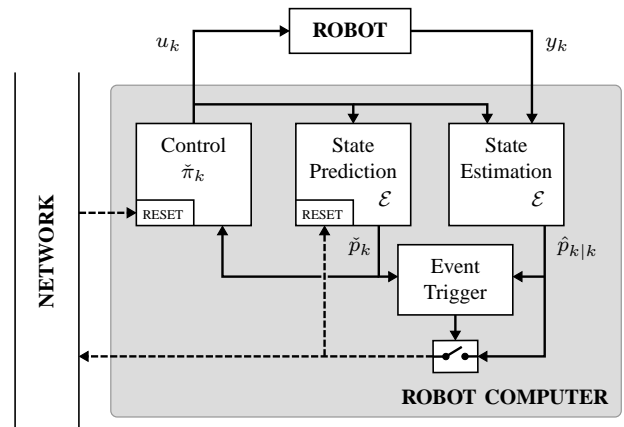 ROBOT
u_k
y_k
Control
π̌_k
RESET
State
Prediction
ℰ
RESET
State
Estimation
ℰ
p̌_k
p̂_{k|k}
Event
Trigger
NETWORK
ROBOT COMPUTER